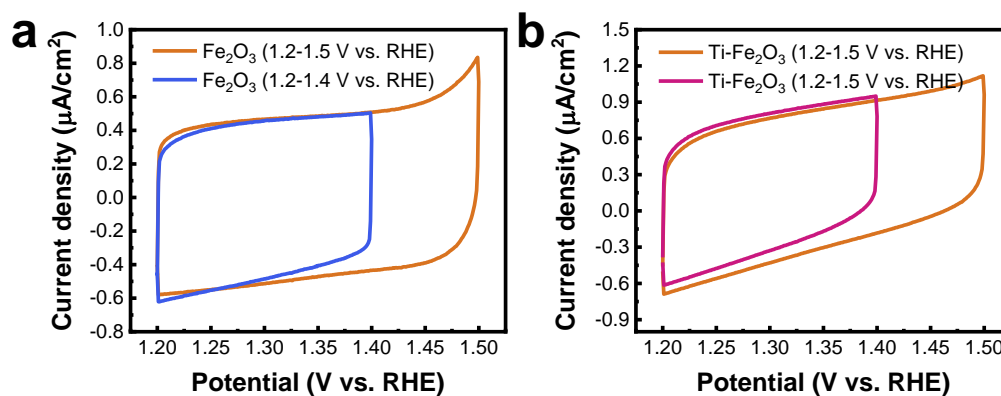 a
Fe₂O₃ (1.2-1.5 V vs. RHE)
Fe₂O₃ (1.2-1.4 V vs. RHE)
Current density (μA/cm²)
1.0
0.8
0.6
0.4
0.2
0.0
-0.2
-0.4
-0.6
-0.8
1.20 1.25 1.30 1.35 1.40 1.45 1.50
Potential (V vs. RHE)
b
Ti-Fe₂O₃ (1.2-1.5 V vs. RHE)
Ti-Fe₂O₃ (1.2-1.5 V vs. RHE)
Current density (μA/cm²)
1.5
1.2
0.9
0.6
0.3
0.0
-0.3
-0.6
-0.9
1.20 1.25 1.30 1.35 1.40 1.45 1.50
Potential (V vs. RHE)